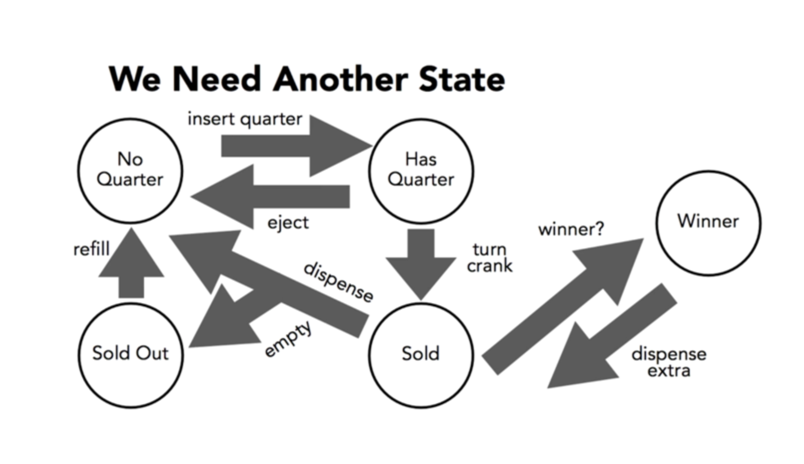 We Need Another State
insert quarter
No
Quarter
Has
Quarter
eject
winner?
Winner
refill
turn
crank
dispense
empty
Sold Out
Sold
dispense
extra